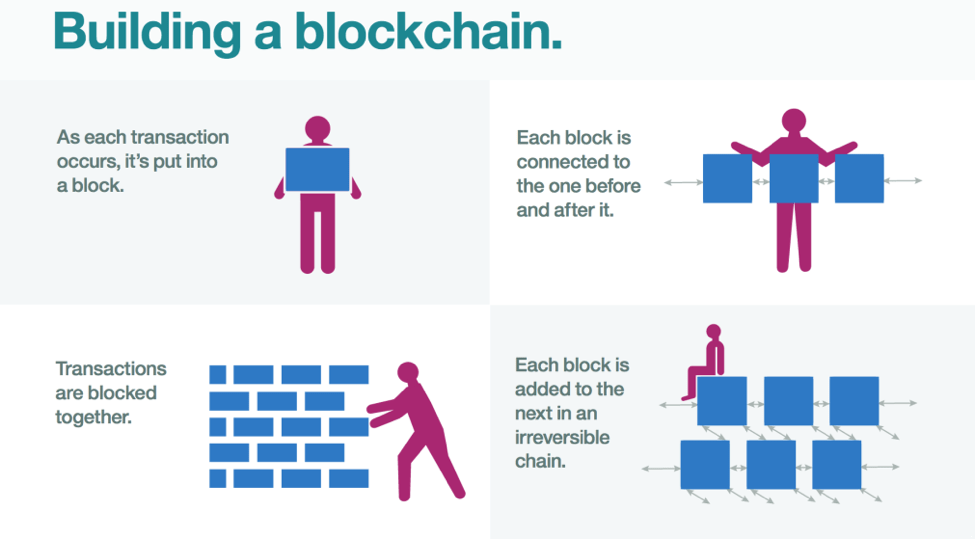 Building a blockchain.
As each transaction
occurs, it's put into
a block.
Each block is
connected to
the one before
and after it.
Transactions
are blocked
together.
Each block is
added to the
next in an
irreversible
chain.